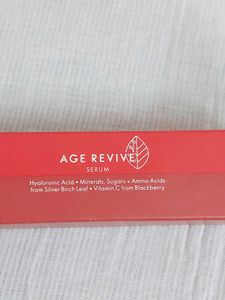 AGE REVIVE
SERUM
Hyaluronic Acid • Minerals, Sugars + Amino Acids
from Silver Birch Leaf • Vitamin C from Blackberry